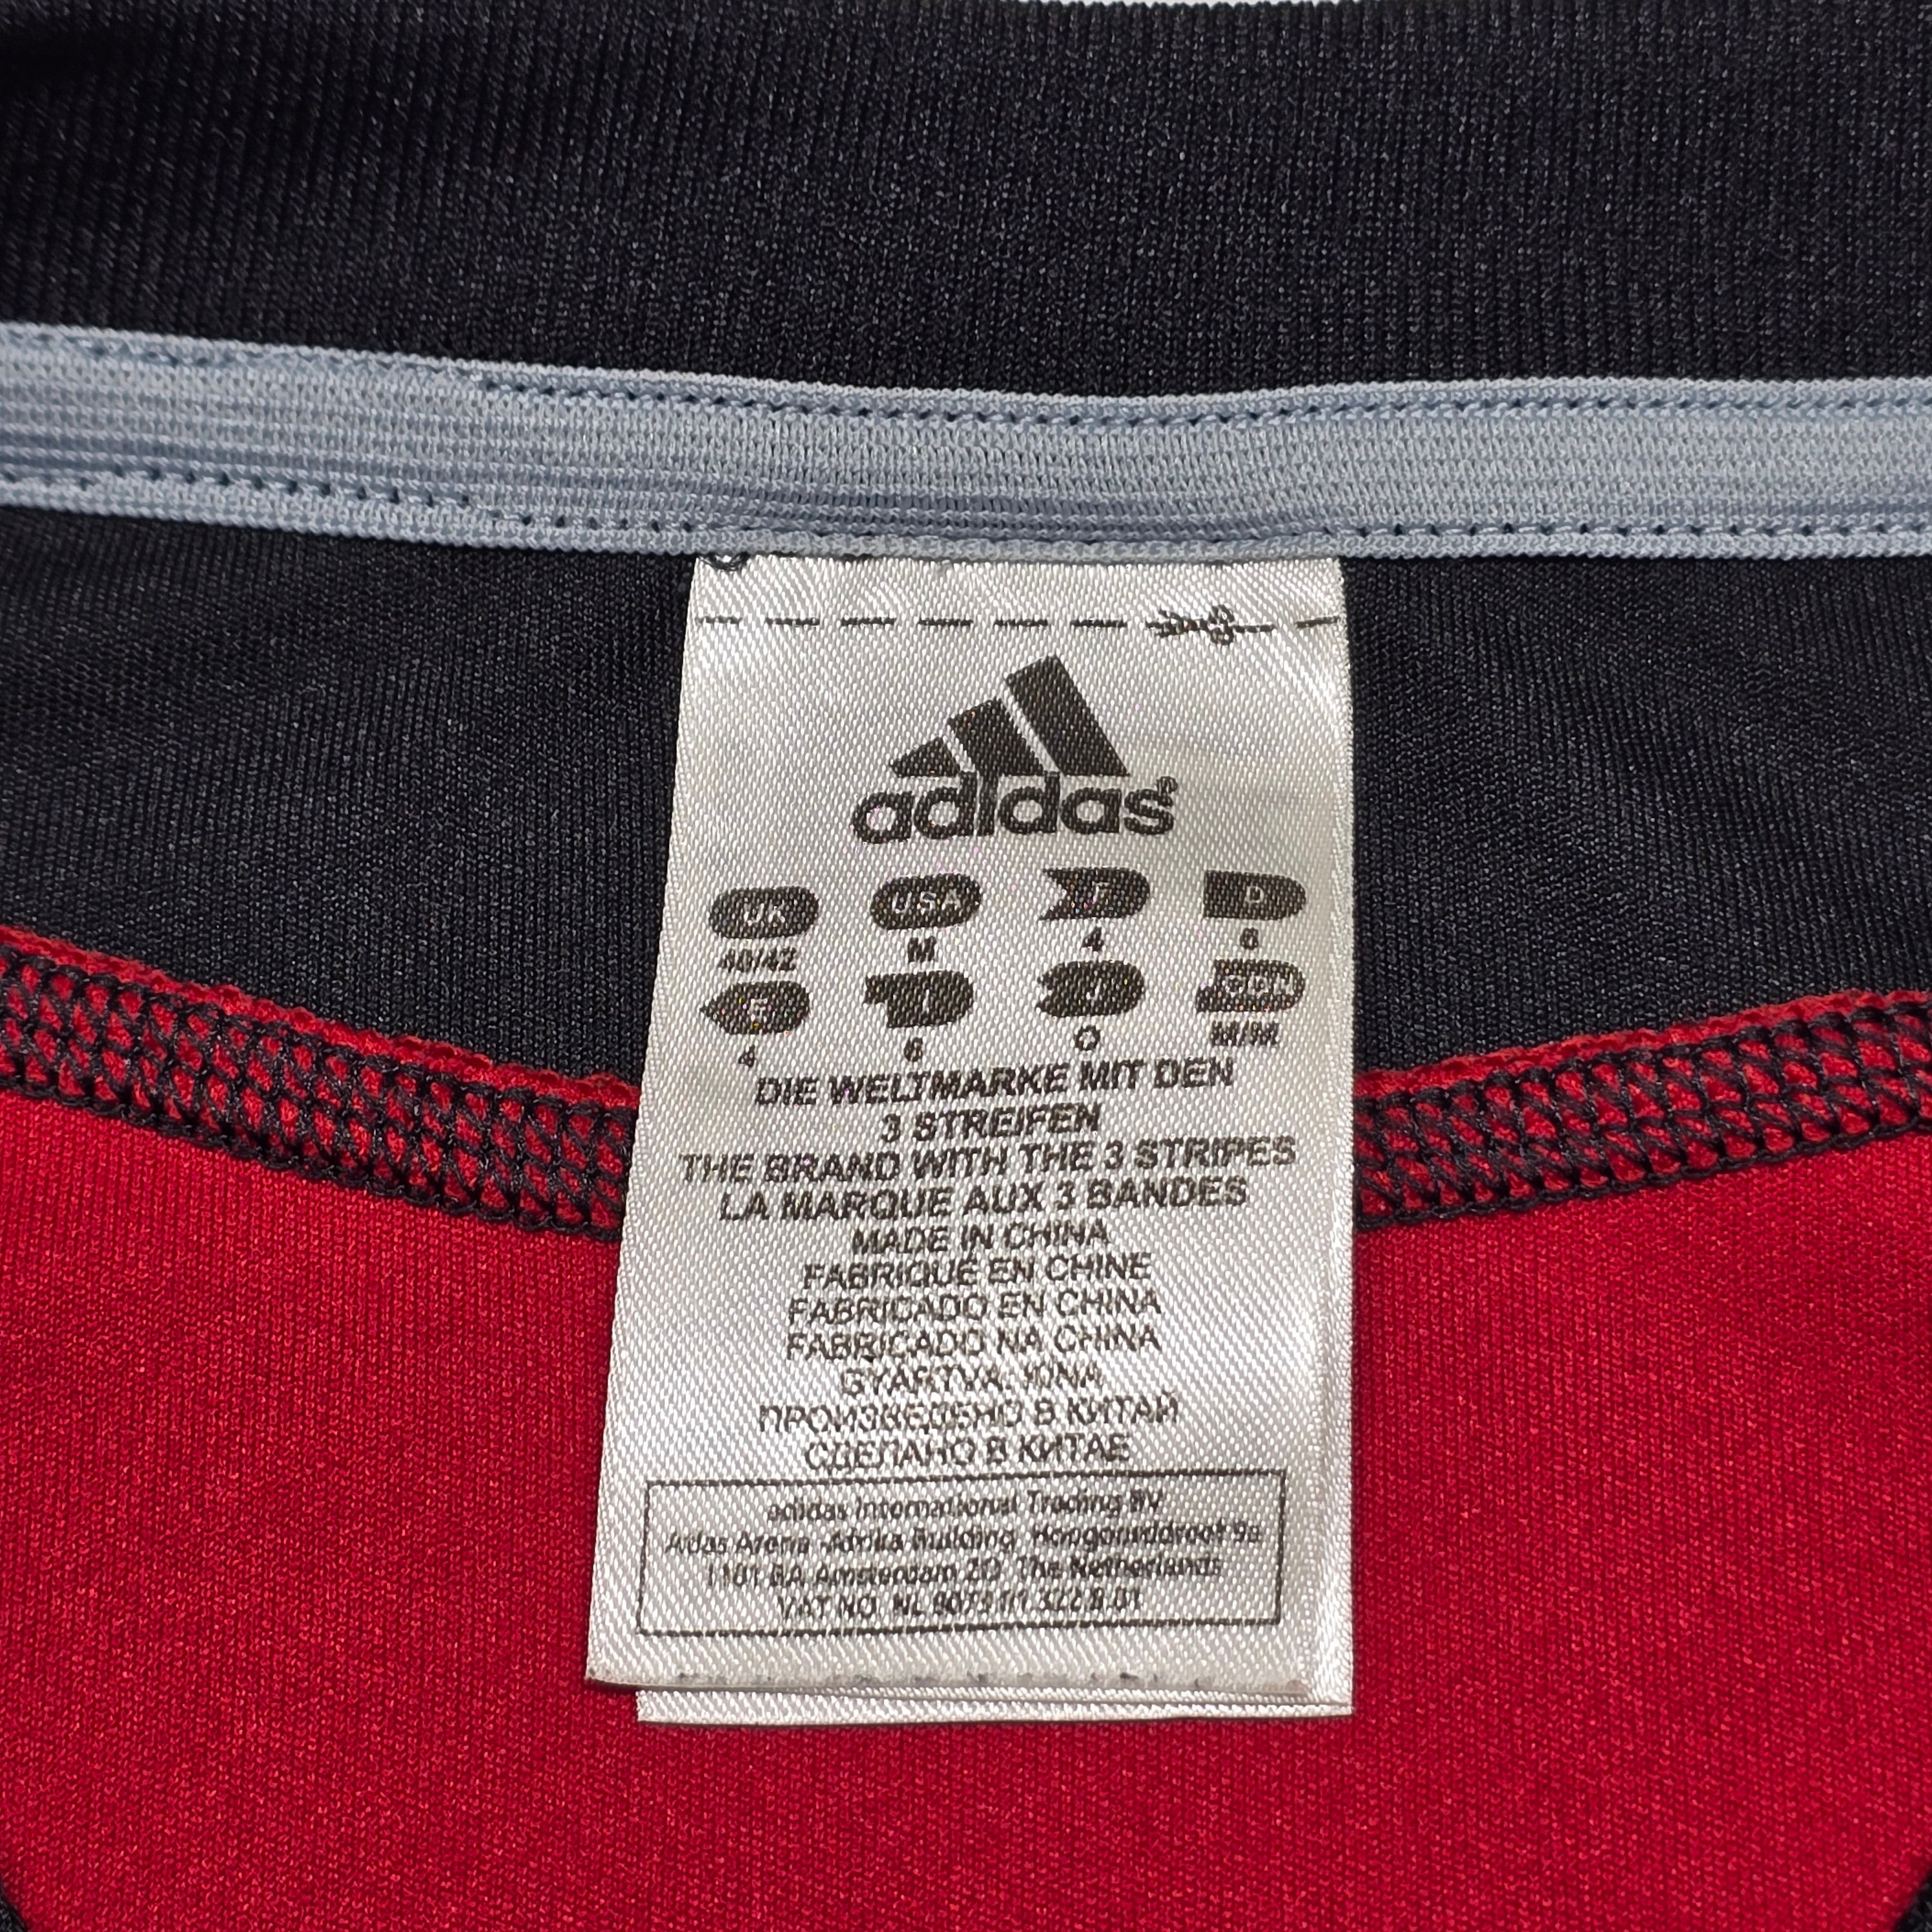 adidas®
UK USA F D
40/42 M 4 6
E I J CDN
4 6 O M/M
DIE WELTMARKE MIT DEN
3 STREIFEN
THE BRAND WITH THE 3 STRIPES
LA MARQUE AUX 3 BANDES
MADE IN CHINA
FABRIQUÉ EN CHINE
FABRICADO EN CHINA
FABRICADO NA CHINA
GYÁRTVA: KÍNA
ПРОИЗВЕДЕНО В КИТАЙ
СДЕЛАНО В КИТАЕ
adidas International Trading BV
Atlas Arena Afrika Building, Hoogoorddreef 9a
1101 BA Amsterdam ZO The Netherlands
VAT NO NL